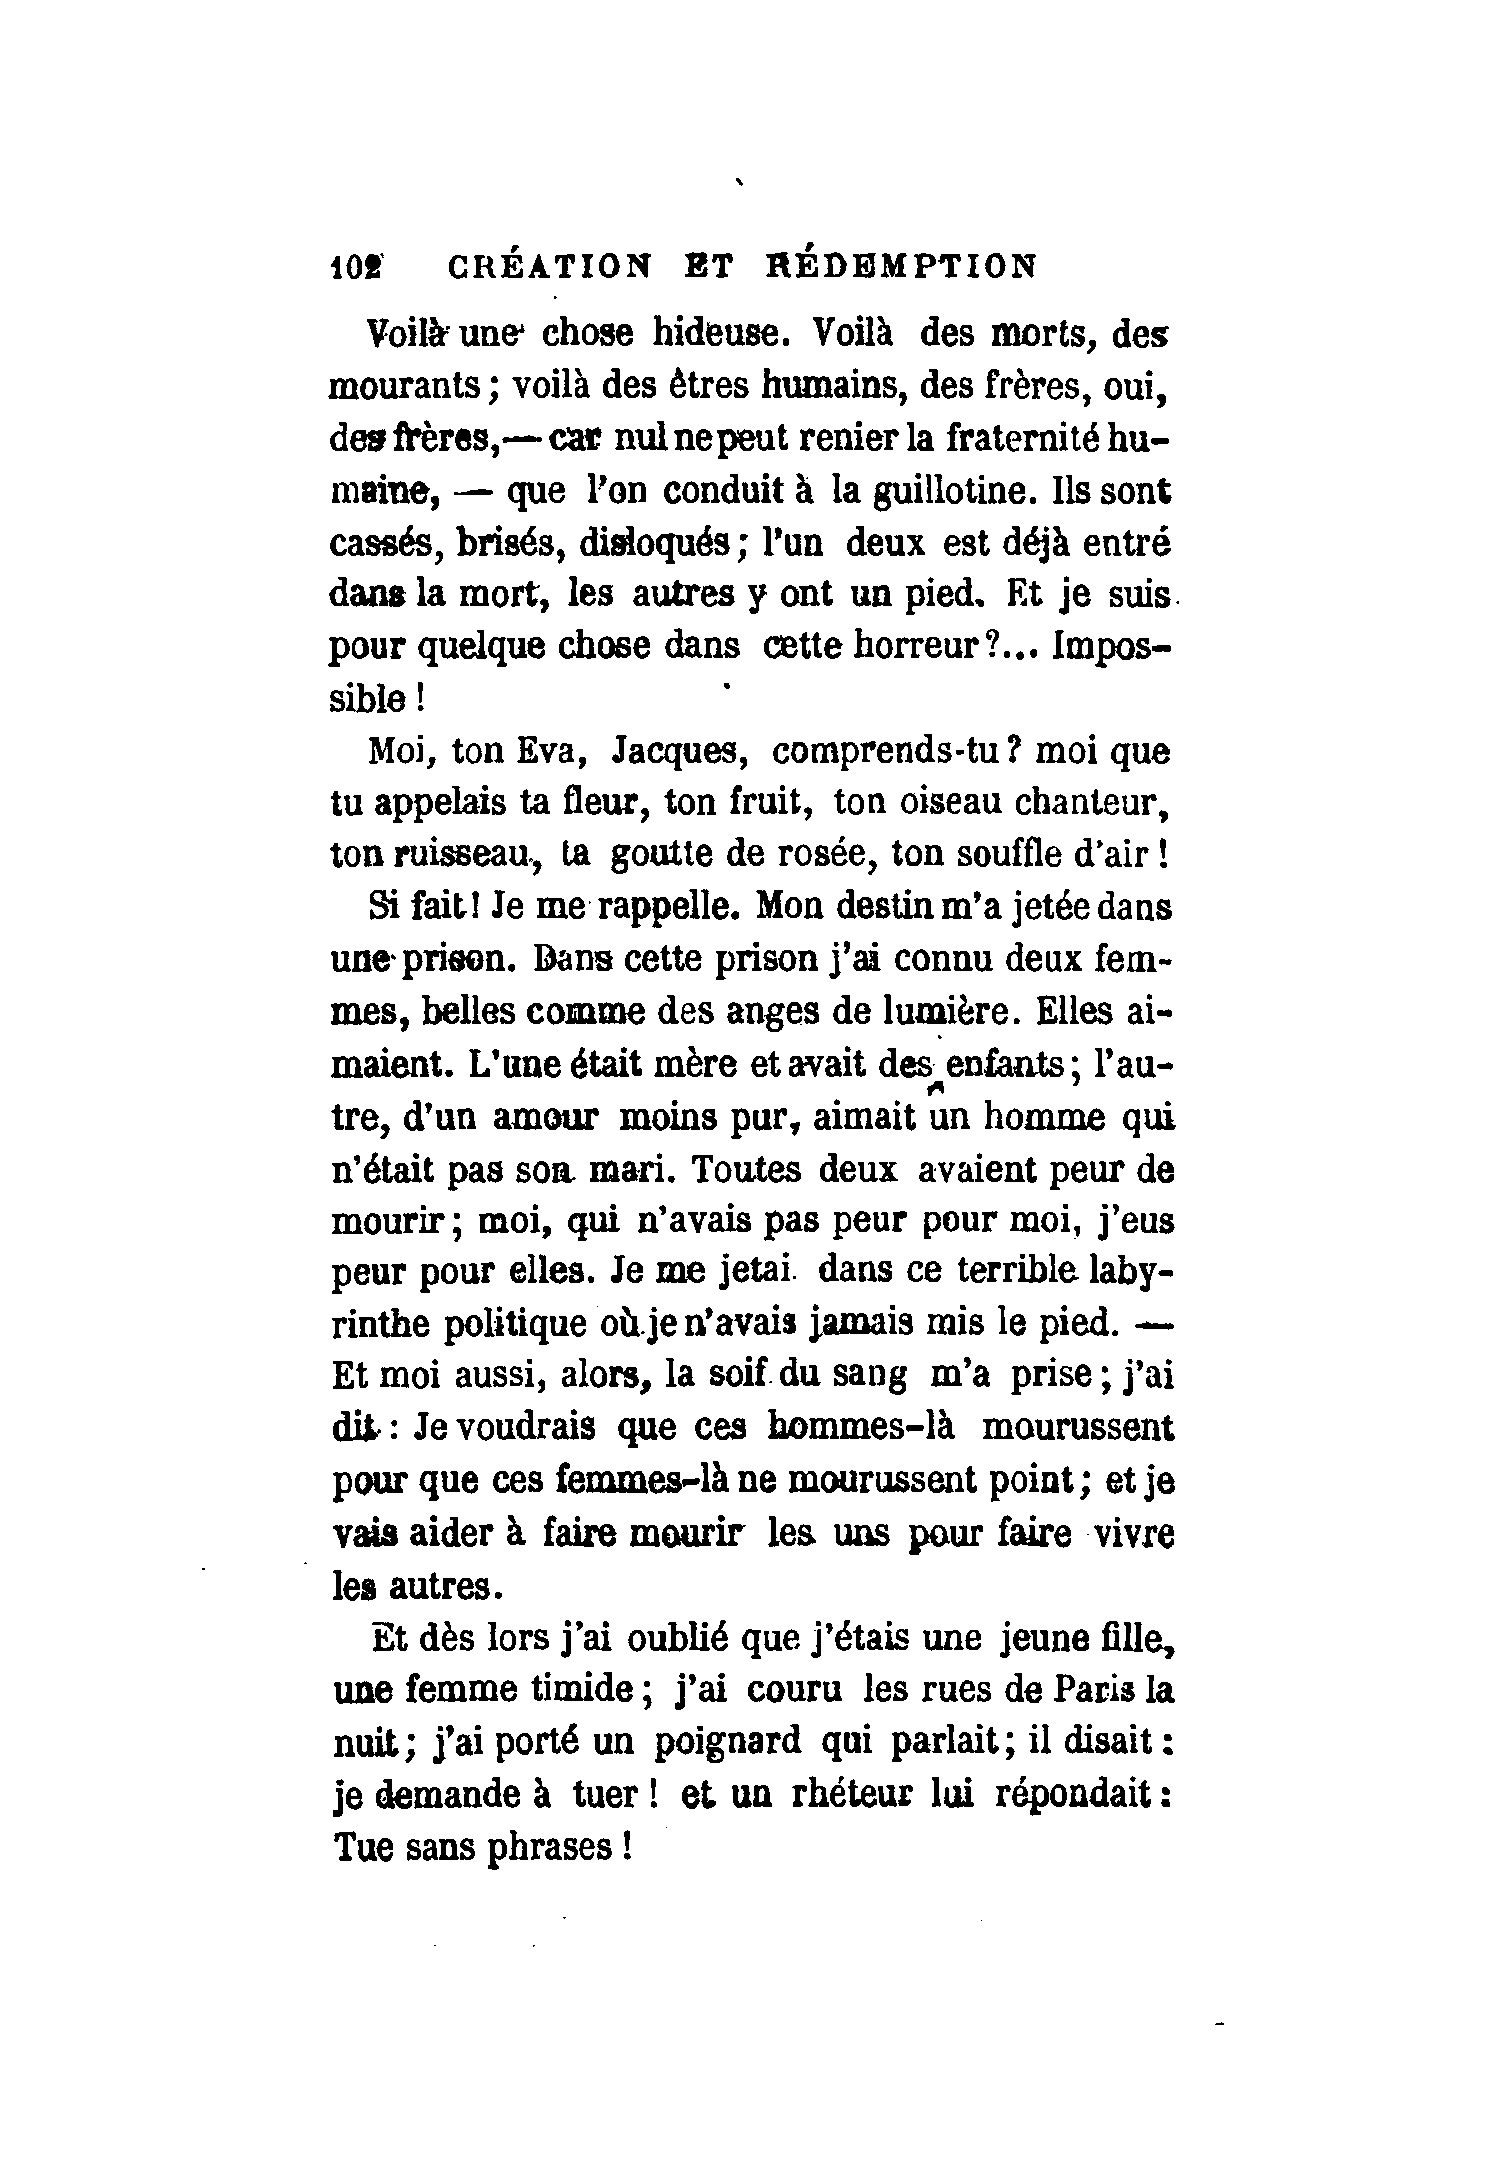 102 CRÉATION ET RÉDEMPTION
Voilà une chose hideuse. Voilà des morts, des
mourants ; voilà des êtres humains, des frères, oui,
des frères, — car nul ne peut renier la fraternité hu-
maine, — que l'on conduit à la guillotine. Ils sont
cassés, brisés, disloqués ; l'un deux est déjà entré
dans la mort, les autres y ont un pied. Et je suis
pour quelque chose dans cette horreur ?... Impos-
sible !
Moi, ton Eva, Jacques, comprends-tu ? moi que
tu appelais ta fleur, ton fruit, ton oiseau chanteur,
ton ruisseau, ta goutte de rosée, ton souffle d'air !
Si fait ! Je me rappelle. Mon destin m'a jetée dans
une prison. Dans cette prison j'ai connu deux fem-
mes, belles comme des anges de lumière. Elles ai-
maient. L'une était mère et avait des enfants ; l'au-
tre, d'un amour moins pur, aimait un homme qui
n'était pas son mari. Toutes deux avaient peur de
mourir ; moi, qui n'avais pas peur pour moi, j'eus
peur pour elles. Je me jetai dans ce terrible laby-
rinthe politique où je n'avais jamais mis le pied. —
Et moi aussi, alors, la soif du sang m'a prise ; j'ai
dit : Je voudrais que ces hommes-là mourussent
pour que ces femmes-là ne mourussent point ; et je
vais aider à faire mourir les uns pour faire vivre
les autres.
Et dès lors j'ai oublié que j'étais une jeune fille,
une femme timide ; j'ai couru les rues de Paris la
nuit ; j'ai porté un poignard qui parlait ; il disait :
je demande à tuer ! et un rhéteur lui répondait :
Tue sans phrases !